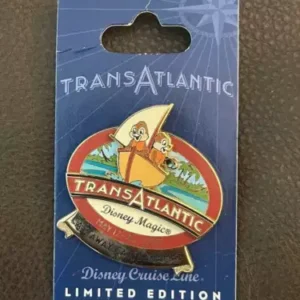 TRANSATLANTIC
TRANSATLANTIC
Disney Magic®
Disney Cruise Line
LIMITED EDITION